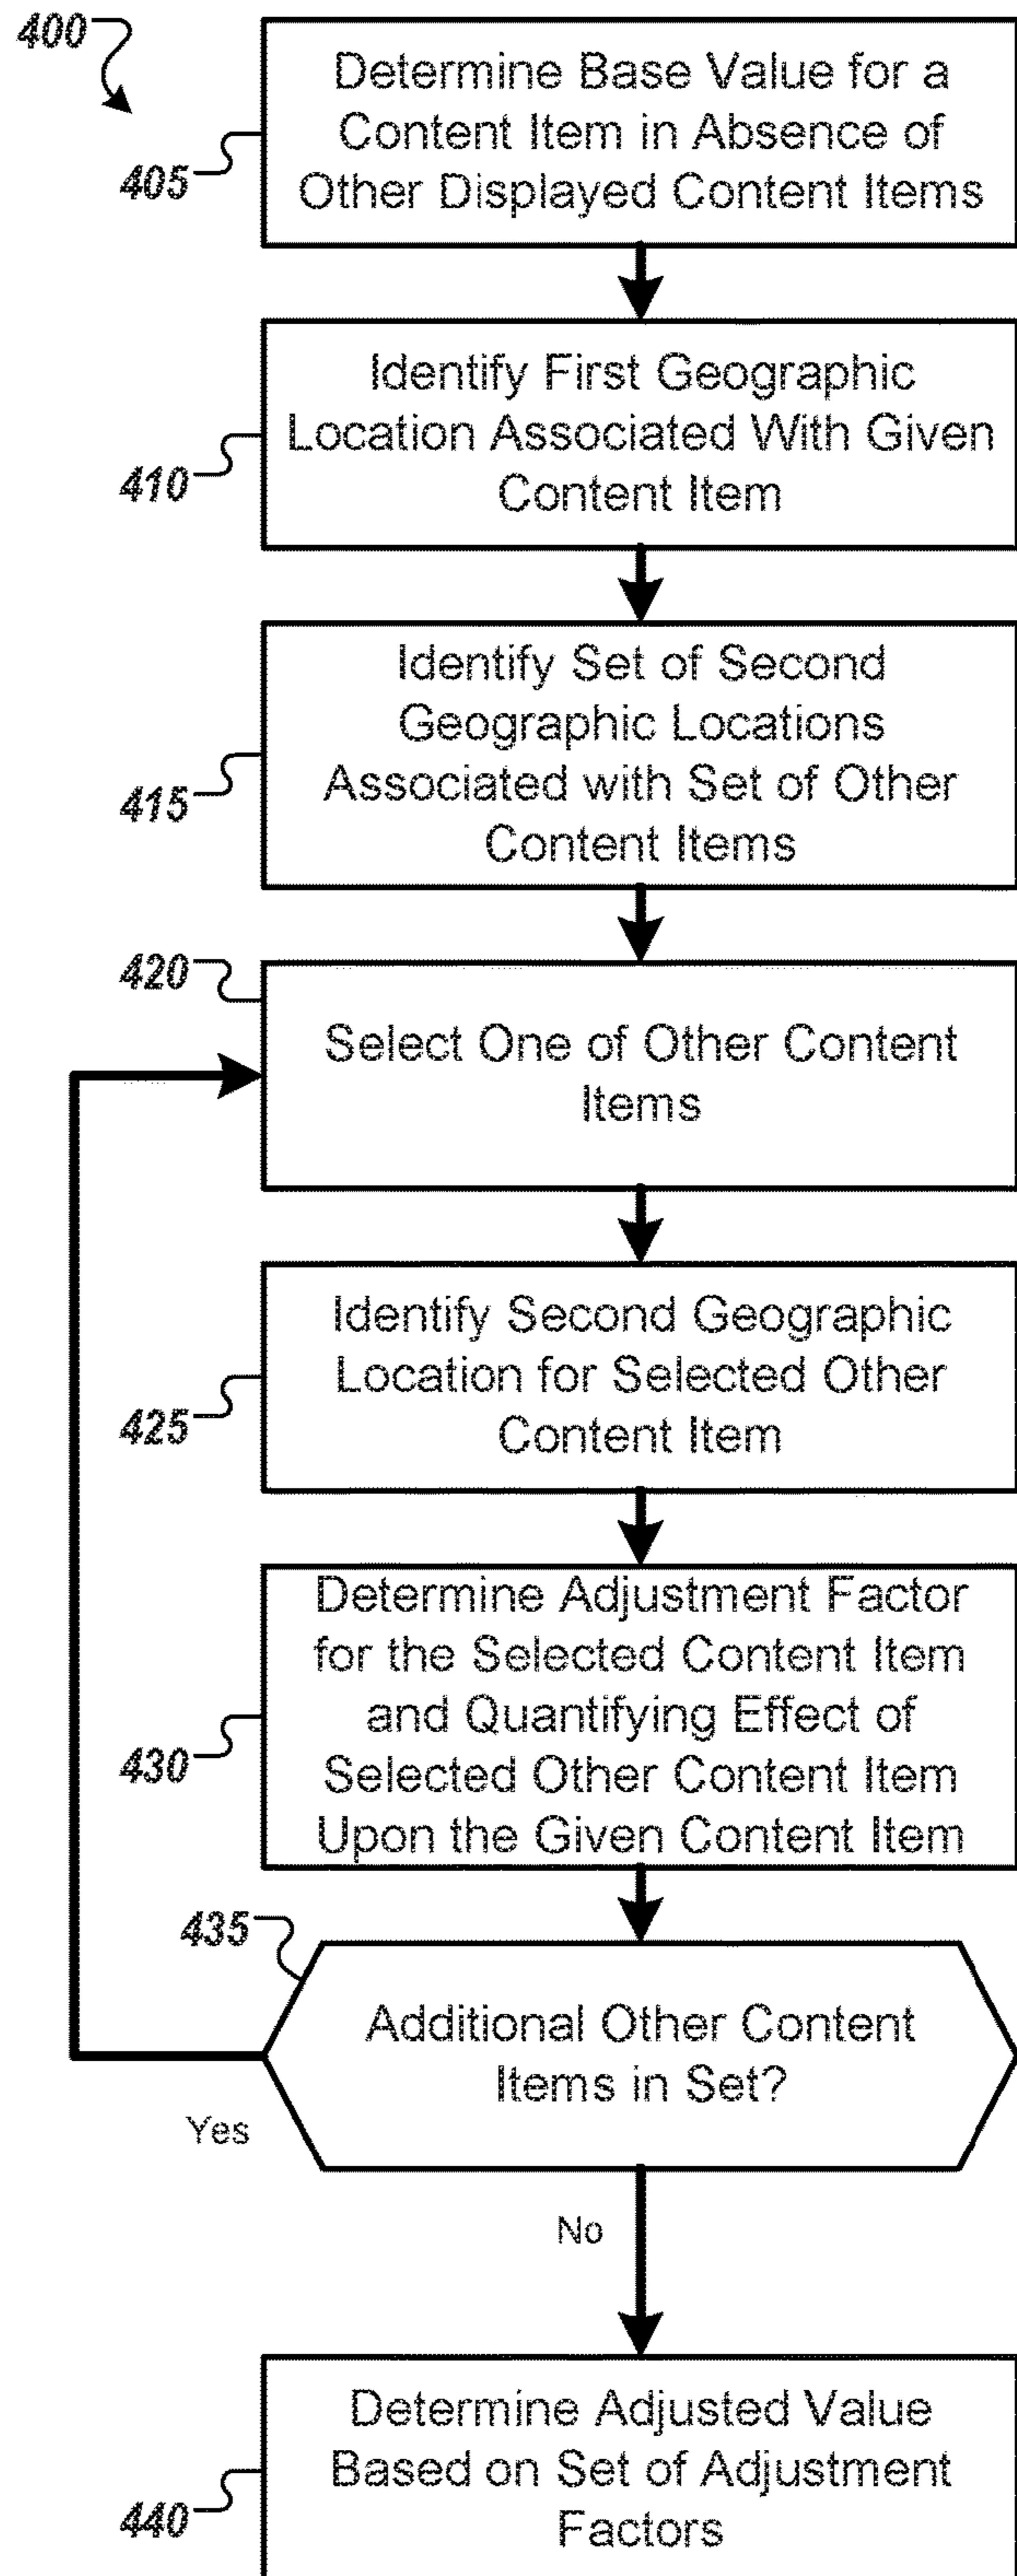 400
Determine Base Value for a
Content Item in Absence of
Other Displayed Content Items
405
Identify First Geographic
Location Associated With Given
Content Item
410
Identify Set of Second
Geographic Locations
Associated with Set of Other
Content Items
415
420
Select One of Other Content
Items
Identify Second Geographic
Location for Selected Other
Content Item
425
Determine Adjustment Factor
for the Selected Content Item
and Quantifying Effect of
Selected Other Content Item
Upon the Given Content Item
430
435
Additional Other Content
Items in Set?
Yes
No
Determine Adjusted Value
Based on Set of Adjustment
Factors
440